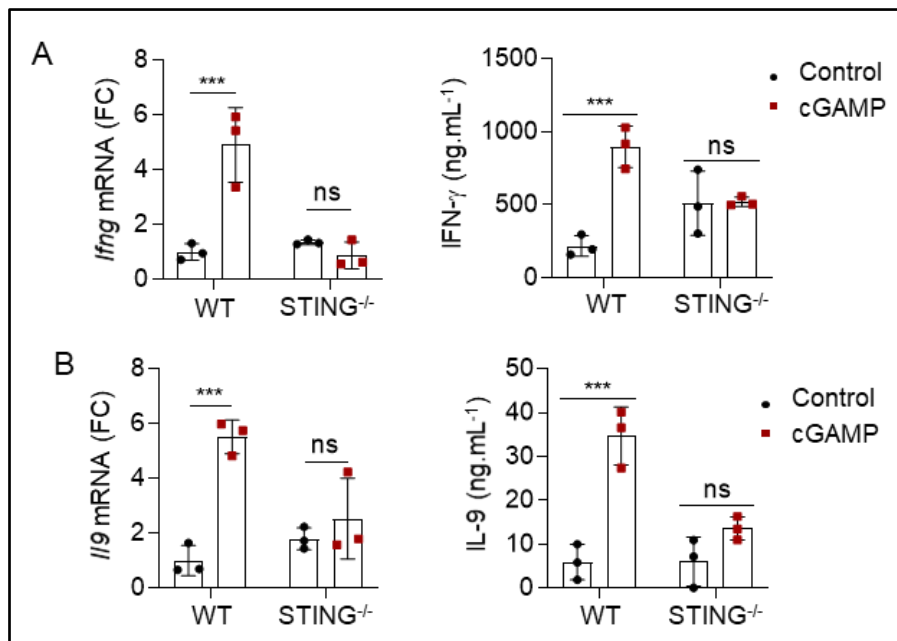 A
Ifng mRNA (FC)
8
6
4
2
0
***
ns
WT STING-/-
IFN-γ (ng.mL-1)
1500
1000
500
0
***
ns
WT STING-/-
Control
cGAMP
B
Il9 mRNA (FC)
8
6
4
2
0
***
ns
WT STING-/-
IL-9 (ng.mL-1)
50
40
30
20
10
0
***
ns
WT STING-/-
Control
cGAMP